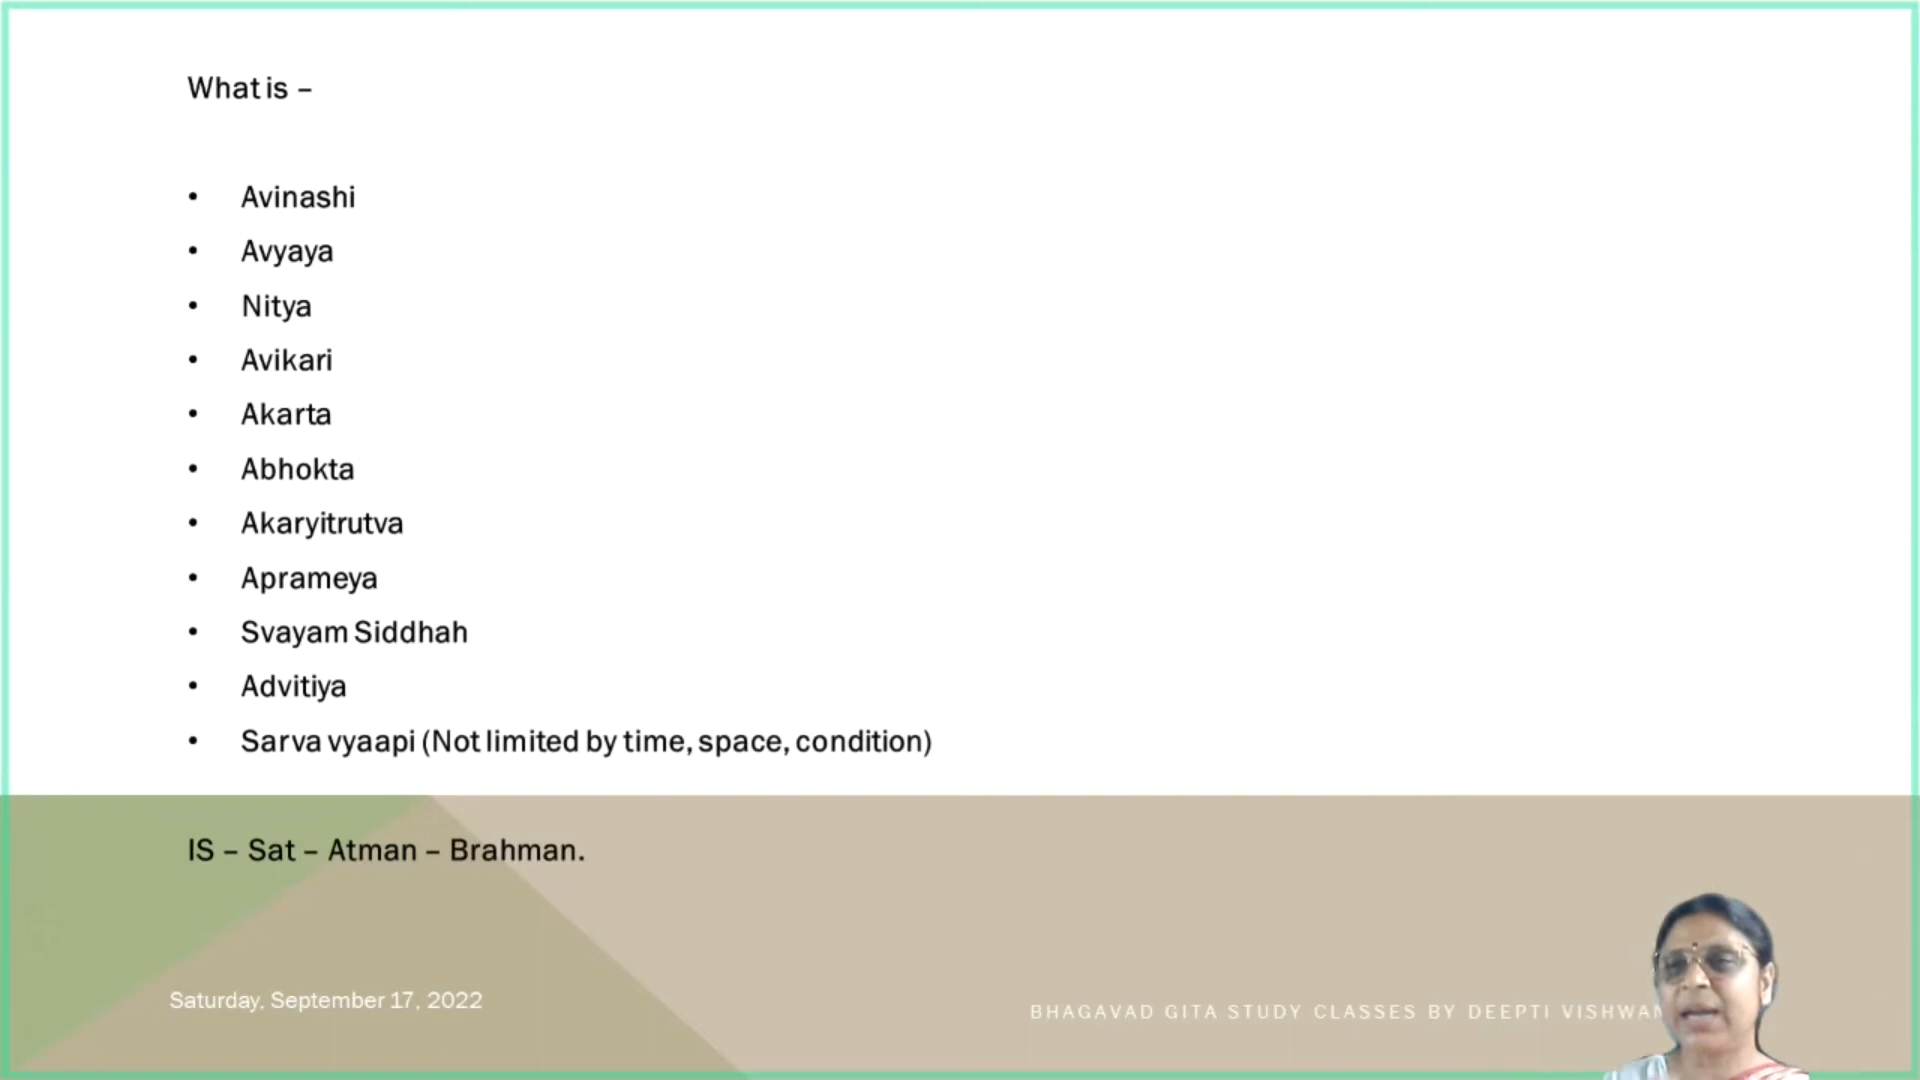 What is –
• Avinashi
• Avyaya
• Nitya
• Avikari
• Akarta
• Abhokta
• Akaryitrutva
• Aprameya
• Svayam Siddhah
• Advitiya
• Sarva vyaapi (Not limited by time, space, condition)
IS – Sat – Atman – Brahman.
Saturday, September 17, 2022
BHAGAVAD GITA STUDY CLASSES BY DEEPTI